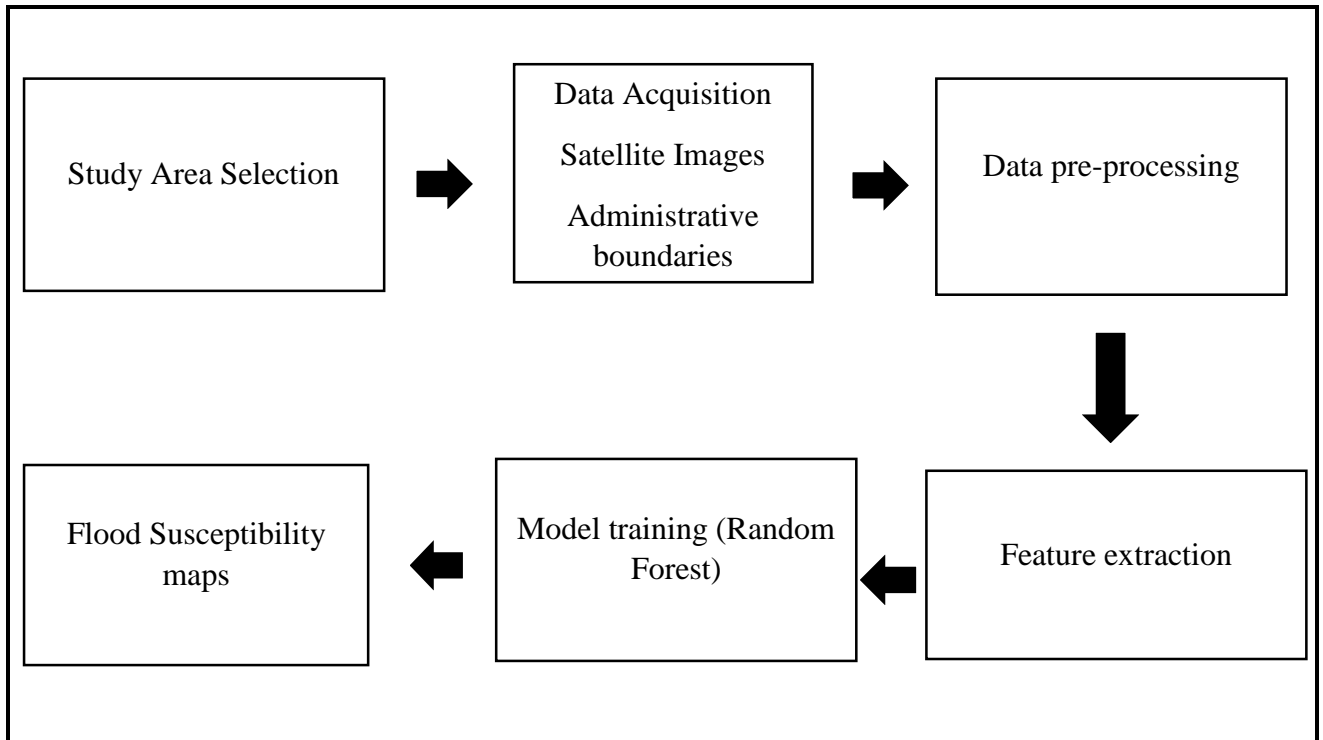 Study Area Selection
Data Acquisition
Satellite Images
Administrative
boundaries
Data pre-processing
Feature extraction
Model training (Random
Forest)
Flood Susceptibility
maps